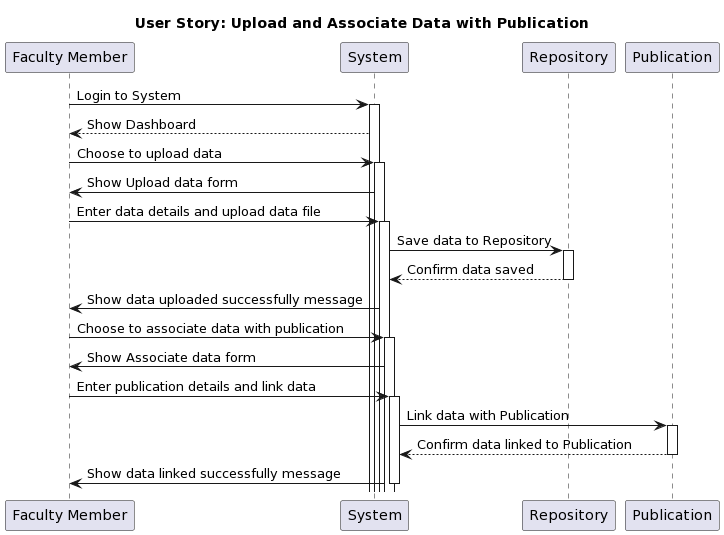 User Story: Upload and Associate Data with Publication
Faculty Member System Repository Publication
Login to System
Show Dashboard
Choose to upload data
Show Upload data form
Enter data details and upload data file
Save data to Repository
Confirm data saved
Show data uploaded successfully message
Choose to associate data with publication
Show Associate data form
Enter publication details and link data
Link data with Publication
Confirm data linked to Publication
Show data linked successfully message
Faculty Member System Repository Publication